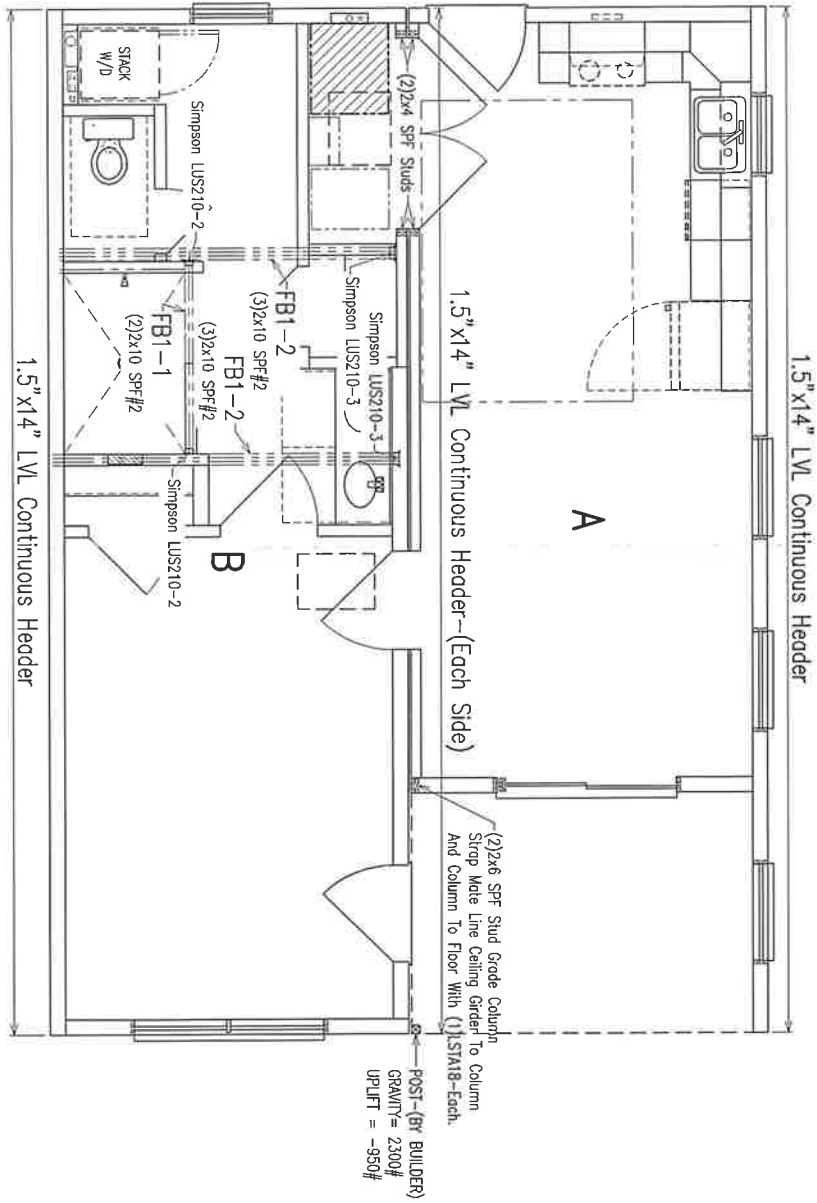 1.5"x14" LVL Continuous Header
A
(2)2x6 SPF Stud Grade Column
Strap Mate Line Ceiling Girder To Column
And Column To Floor With (1)LSTA18-Each.
1.5"x14" LVL Continuous Header-(Each Side)
POST-(BY BUILDER)
GRAVITY= 2300#
UPLIFT = -950#
(2)2x4 SPF Studs
Simpson LUS210-3
Simpson LUS210-3
FB1-2
(3)2x10 SPF#2
FB1-2
(3)2x10 SPF#2
B
STACK
W/D
Simpson LUS210-2
FB1-1
(2)2x10 SPF#2
Simpson LUS210-2
1.5"x14" LVL Continuous Header